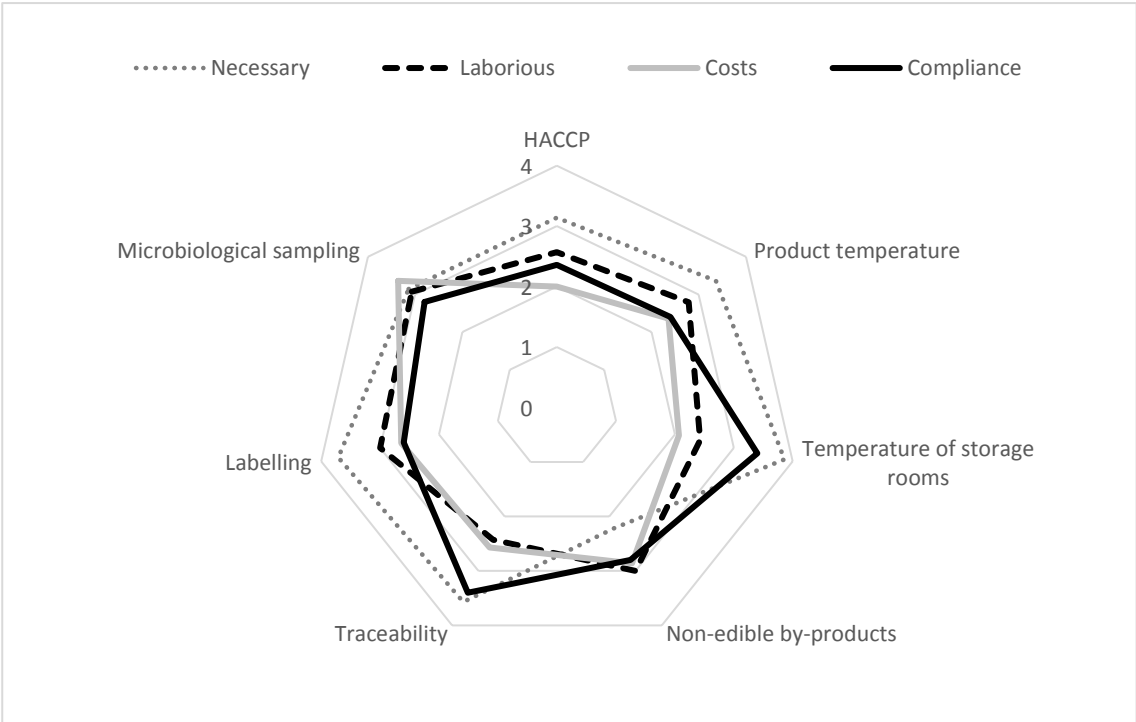 Necessary Laborious Costs Compliance
HACCP
4
3
2
1
0
Microbiological sampling
Product temperature
Labelling
Temperature of storage
rooms
Traceability
Non-edible by-products